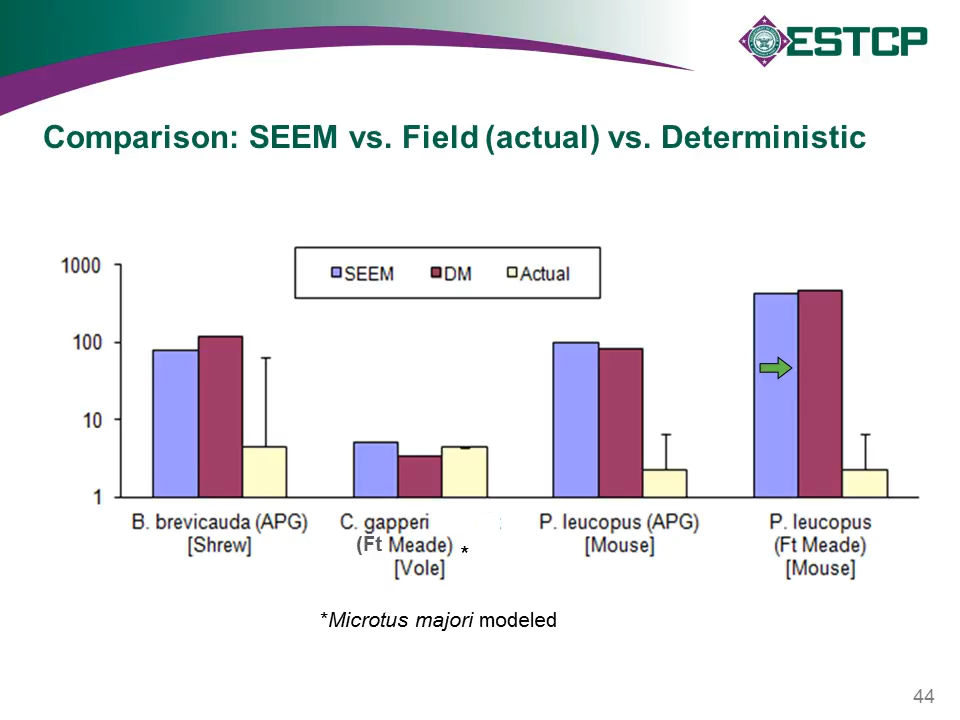 ESTCP
Comparison: SEEM vs. Field (actual) vs. Deterministic
1000
100
10
1
SEEM DM Actual
B. brevicauda (APG)
[Shrew]
C. gapperi
(Ft Meade) *
[Vole]
P. leucopus (APG)
[Mouse]
P. leucopus
(Ft Meade)
[Mouse]
*Microtus majori modeled
44